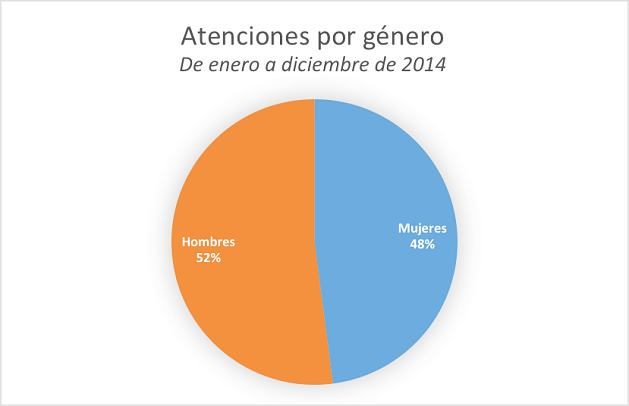 Atenciones por género
De enero a diciembre de 2014
Mujeres
48%
Hombres
52%